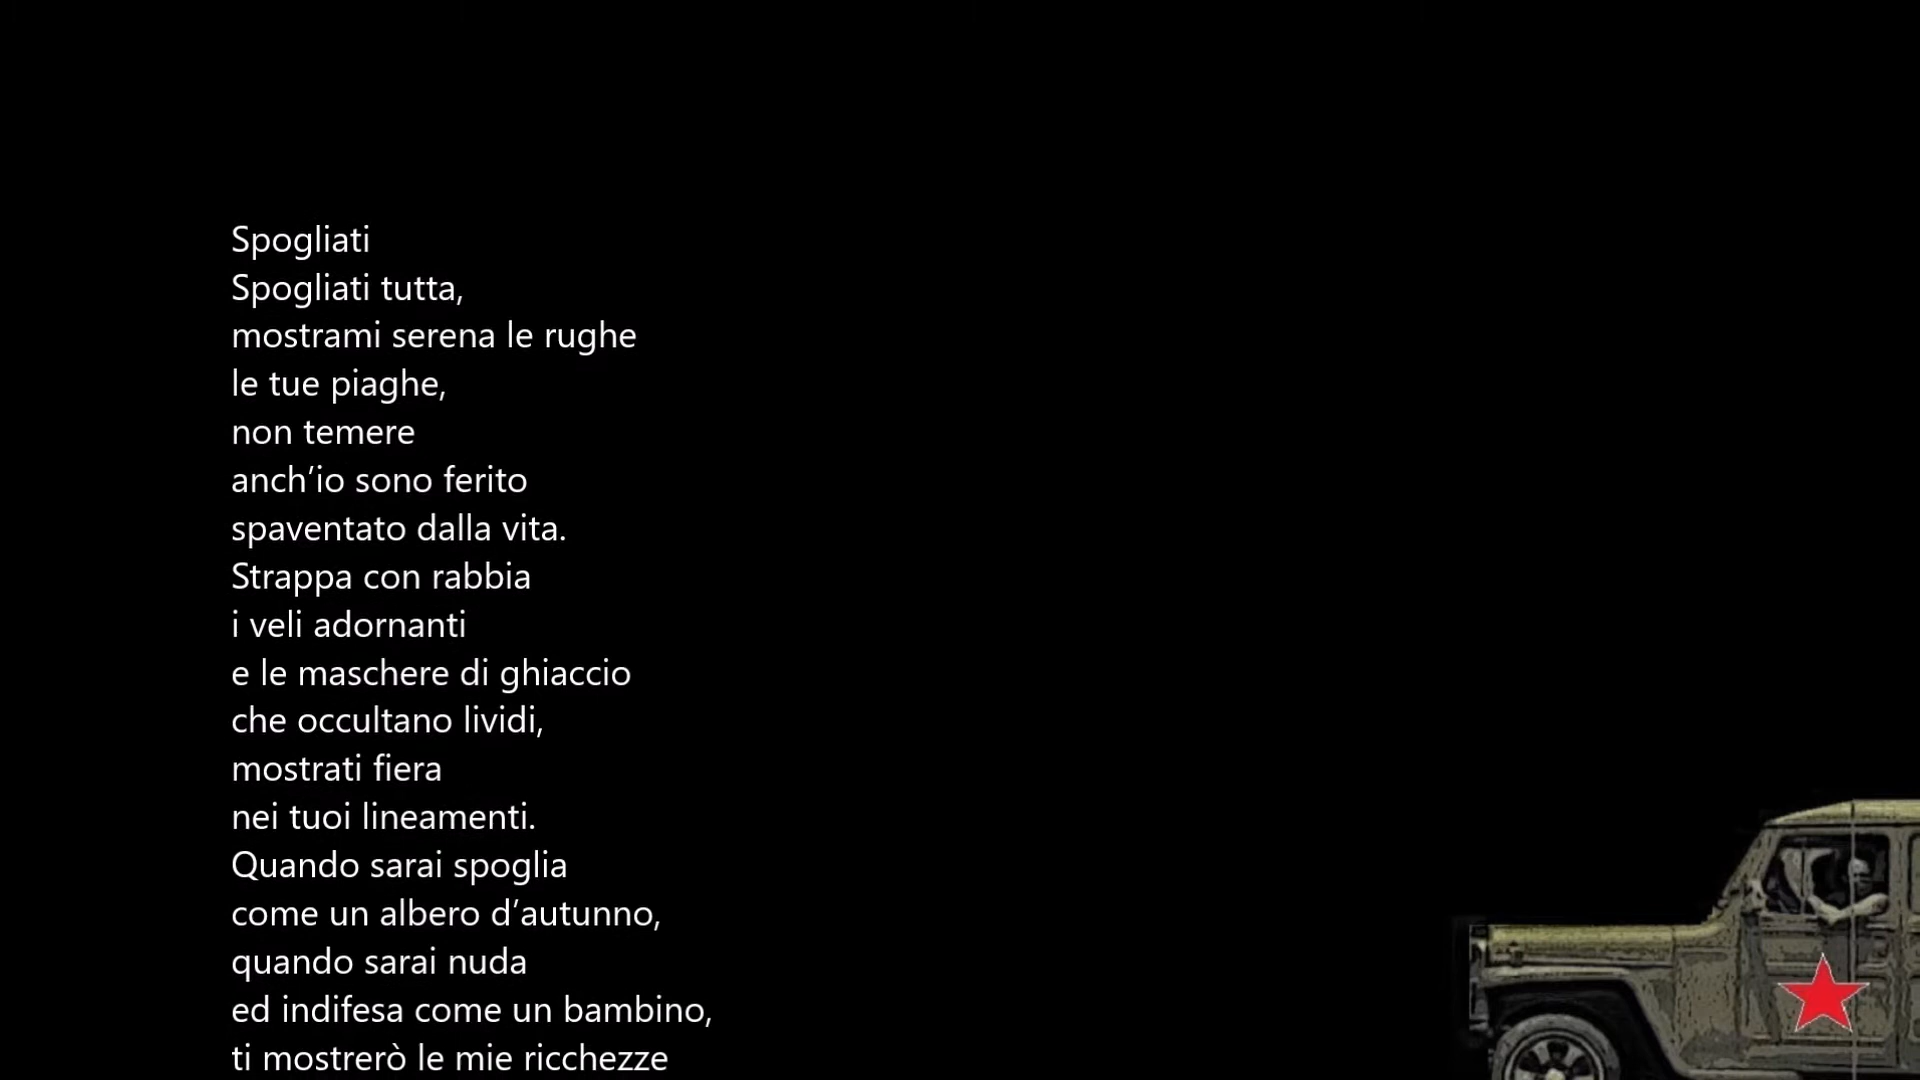 Spogliati
Spogliati tutta,
mostrami serena le rughe
le tue piaghe,
non temere
anch’io sono ferito
spaventato dalla vita.
Strappa con rabbia
i veli adornanti
e le maschere di ghiaccio
che occultano lividi,
mostrati fiera
nei tuoi lineamenti.
Quando sarai spoglia
come un albero d’autunno,
quando sarai nuda
ed indifesa come un bambino,
ti mostrerò le mie ricchezze